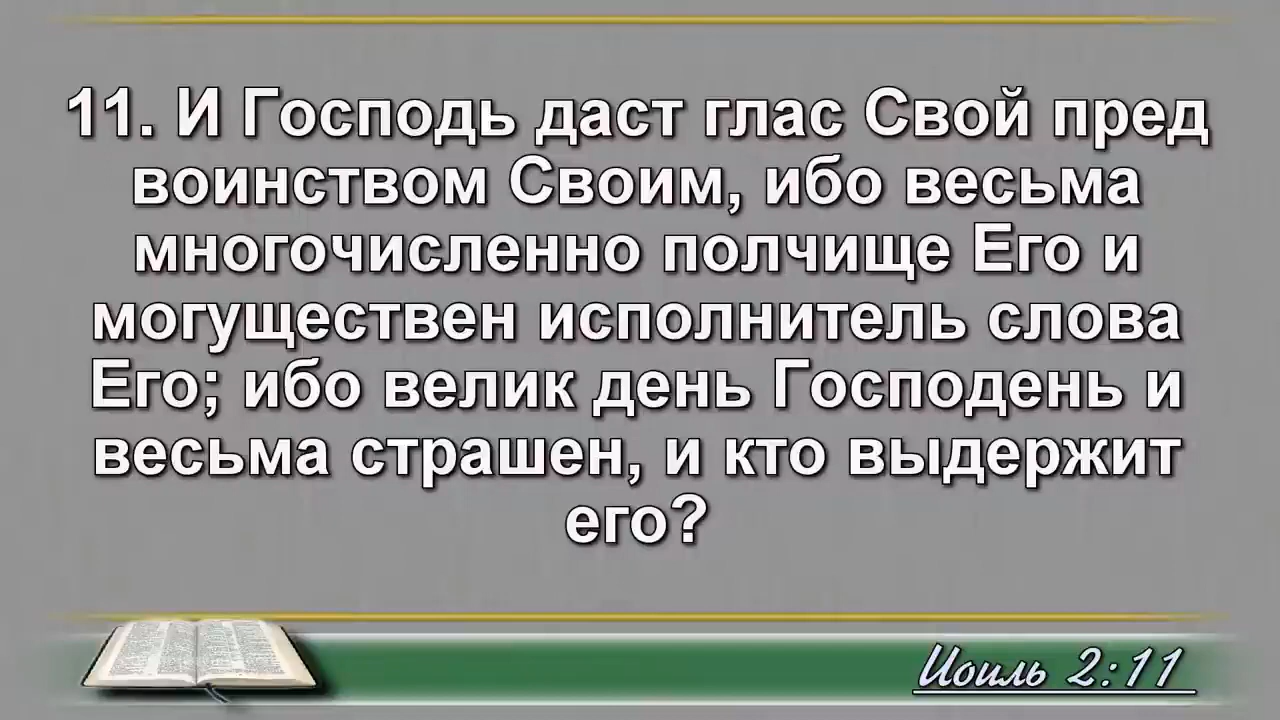 11. И Господь даст глас Свой пред
воинством Своим, ибо весьма
многочисленно полчище Его и
могуществен исполнитель слова
Его; ибо велик день Господень и
весьма страшен, и кто выдержит
его?
Иоиль 2:11